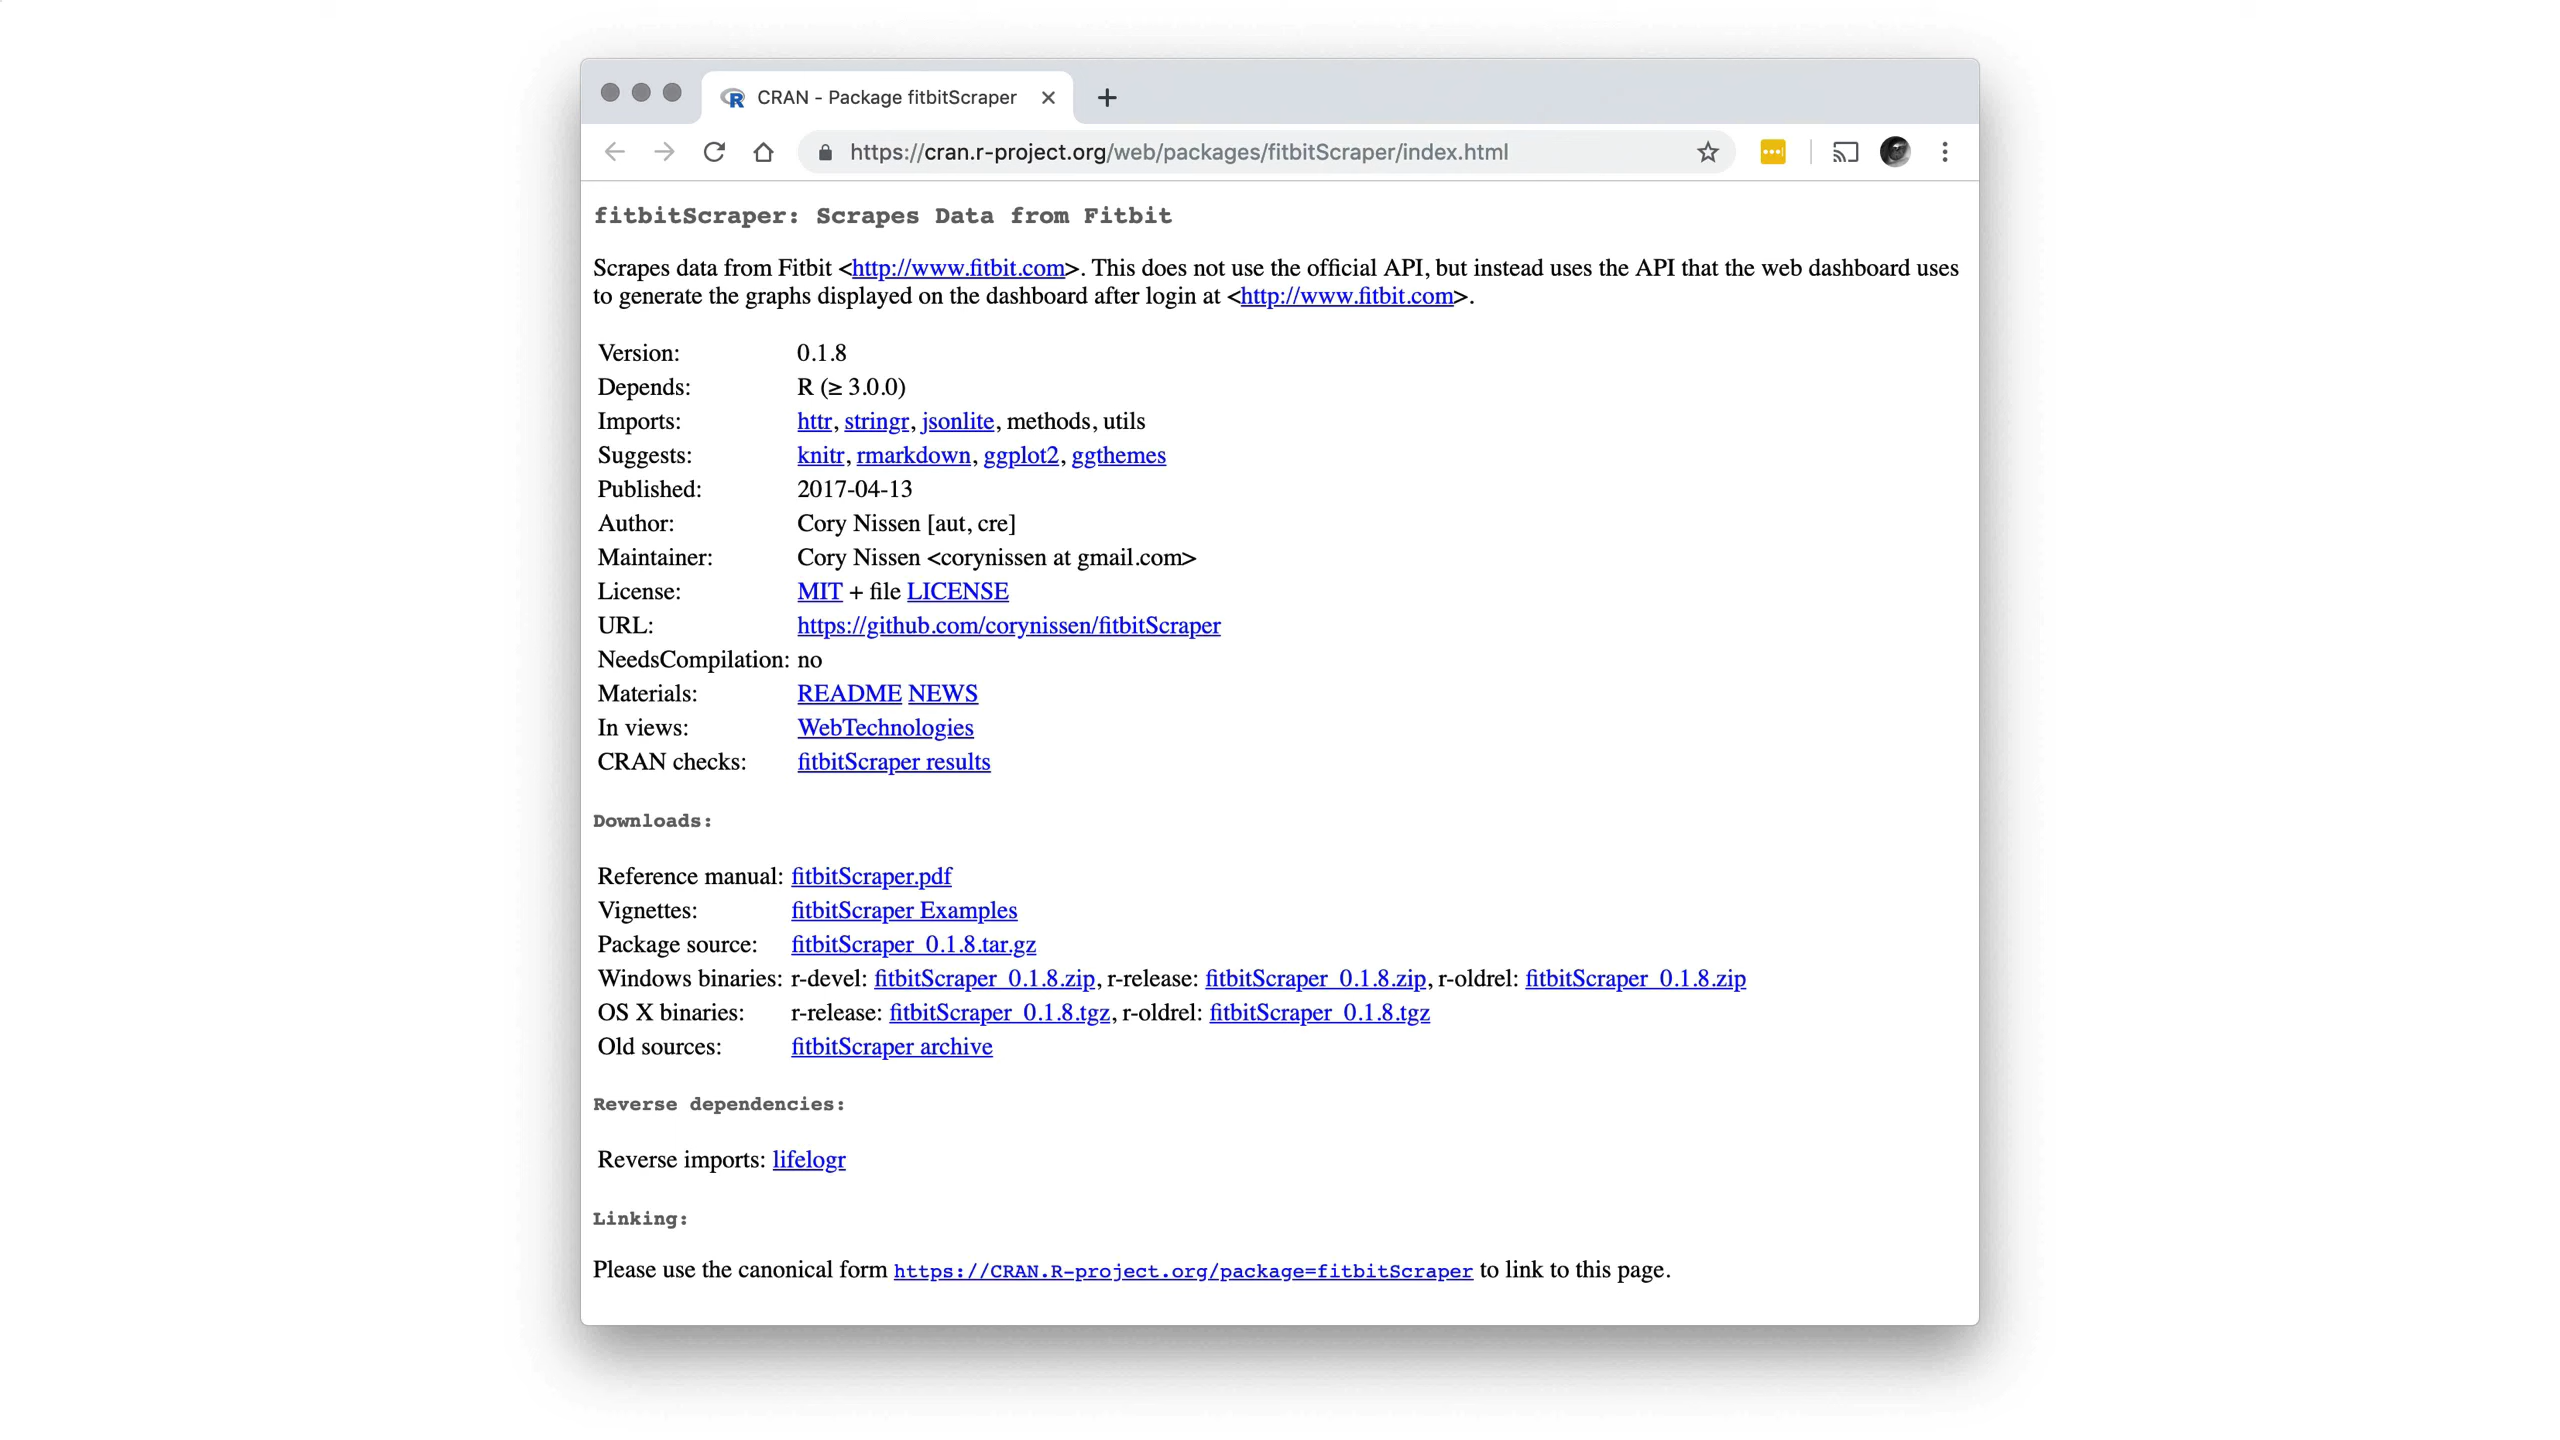 CRAN - Package fitbitScraper
https://cran.r-project.org/web/packages/fitbitScraper/index.html
fitbitScraper: Scrapes Data from Fitbit
Scrapes data from Fitbit <http://www.fitbit.com>. This does not use the official API, but instead uses the API that the web dashboard uses
to generate the graphs displayed on the dashboard after login at <http://www.fitbit.com>.
Version: 0.1.8
Depends: R (≥ 3.0.0)
Imports: httr, stringr, jsonlite, methods, utils
Suggests: knitr, rmarkdown, ggplot2, ggthemes
Published: 2017-04-13
Author: Cory Nissen [aut, cre]
Maintainer: Cory Nissen <corynissen at gmail.com>
License: MIT + file LICENSE
URL: https://github.com/corynissen/fitbitScraper
NeedsCompilation: no
Materials: README NEWS
In views: WebTechnologies
CRAN checks: fitbitScraper results
Downloads:
Reference manual: fitbitScraper.pdf
Vignettes: fitbitScraper Examples
Package source: fitbitScraper_0.1.8.tar.gz
Windows binaries: r-devel: fitbitScraper_0.1.8.zip, r-release: fitbitScraper_0.1.8.zip, r-oldrel: fitbitScraper_0.1.8.zip
OS X binaries: r-release: fitbitScraper_0.1.8.tgz, r-oldrel: fitbitScraper_0.1.8.tgz
Old sources: fitbitScraper archive
Reverse dependencies:
Reverse imports: lifelogr
Linking:
Please use the canonical form https://CRAN.R-project.org/package=fitbitScraper to link to this page.